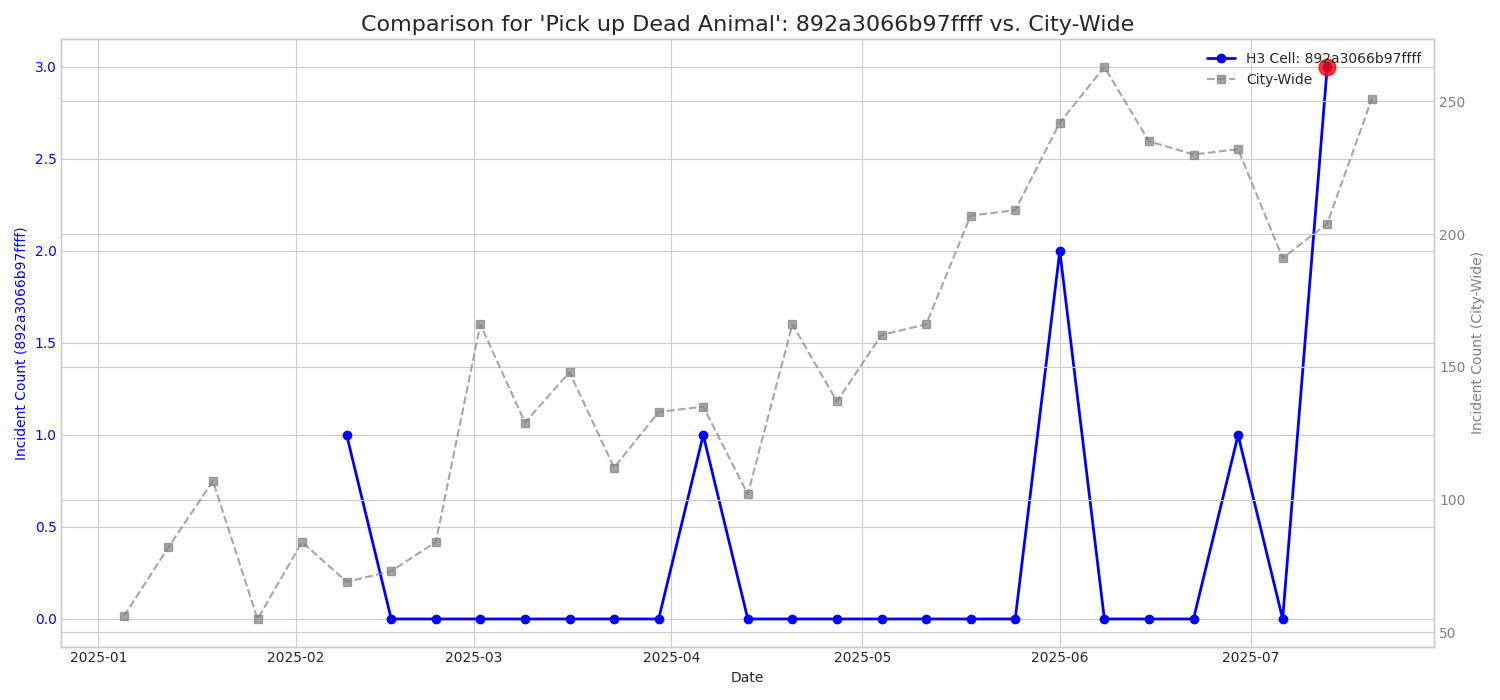 Comparison for 'Pick up Dead Animal': 892a3066b97ffff vs. City-Wide
H3 Cell: 892a3066b97ffff
City-Wide
Incident Count (892a3066b97ffff)
3.0
2.5
2.0
1.5
1.0
0.5
0.0
250
200
150
100
50
Incident Count (City-Wide)
2025-01 2025-02 2025-03 2025-04 2025-05 2025-06 2025-07
Date